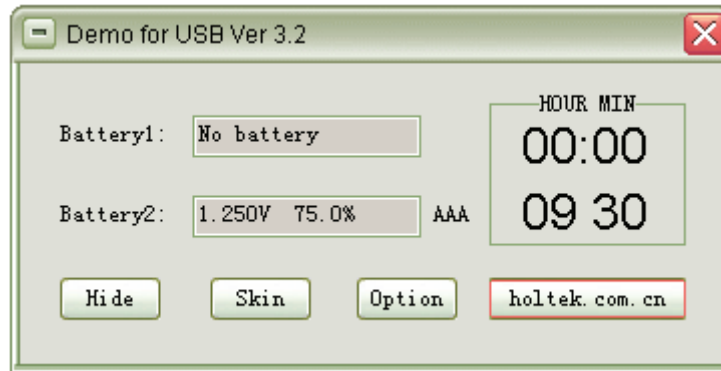 Demo for USB Ver 3.2
HOUR MIN
Battery1: No battery
00:00
Battery2: 1.250V 75.0% AAA
09 30
Hide Skin Option holtek.com.cn